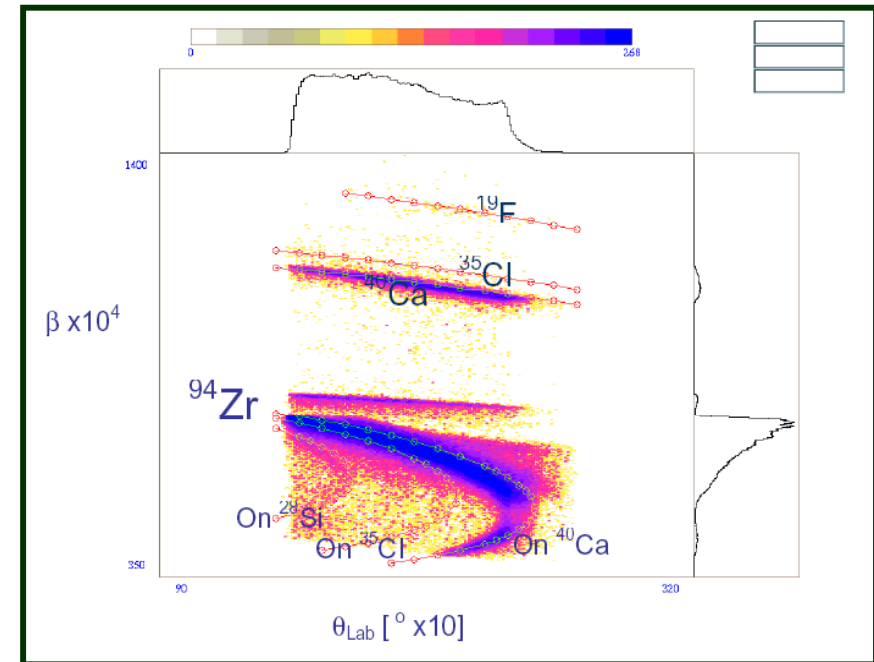 0 268
1400
¹⁹F
³⁵Cl
⁴⁰Ca
β x10⁴
⁹⁴Zr
On ²⁸Si
On ³⁵Cl
On ⁴⁰Ca
350
90 320
θLab [ ° x10]